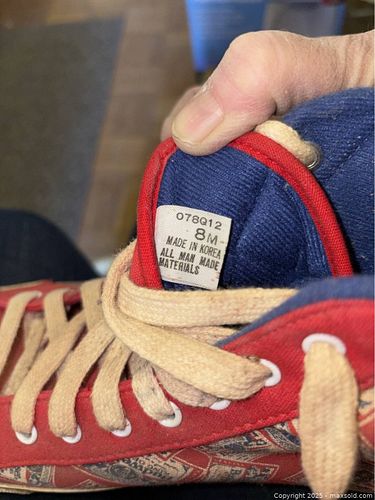 078Q12
8M
MADE IN KOREA
ALL MAN MADE
MATERIALS
Copyright 2025 - maxsold.com